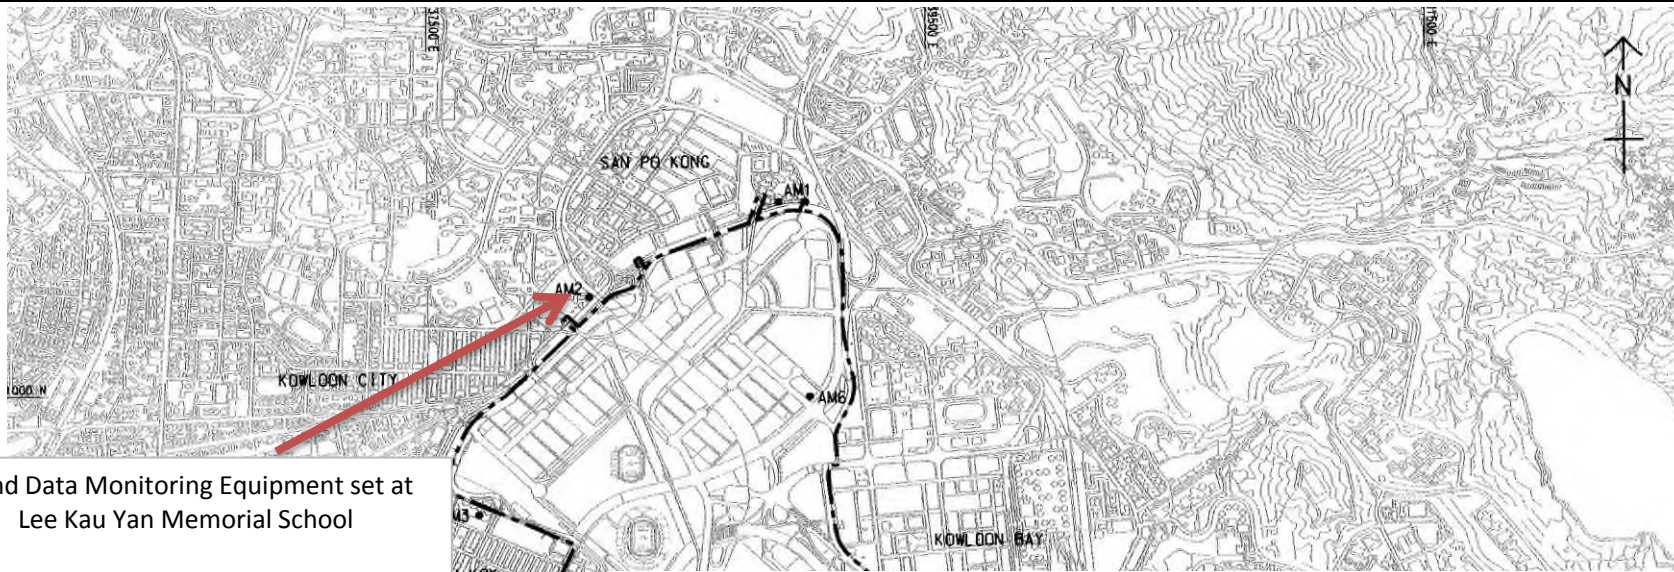 37500 E
SAN PO KONG
N
AM1
AM2
KOWLOON CITY
AM6
nd Data Monitoring Equipment set at
Lee Kau Yan Memorial School
KOWLOON BAY